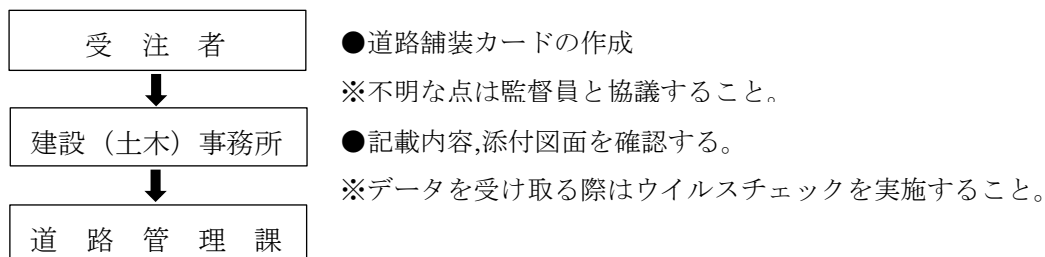 受 注 者 ●道路舗装カードの作成
※不明な点は監督員と協議すること。
建設（土木）事務所 ●記載内容,添付図面を確認する。
※データを受け取る際はウイルスチェックを実施すること。
道 路 管 理 課